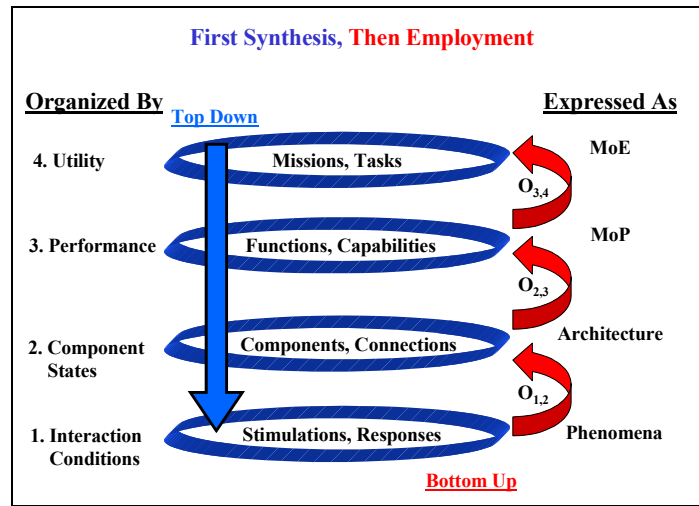 First Synthesis, Then Employment
Organized By
Expressed As
Top Down
4. Utility
Missions, Tasks
MoE
O3,4
3. Performance
Functions, Capabilities
MoP
O2,3
2. Component
States
Components, Connections
Architecture
O1,2
1. Interaction
Conditions
Stimulations, Responses
Phenomena
Bottom Up